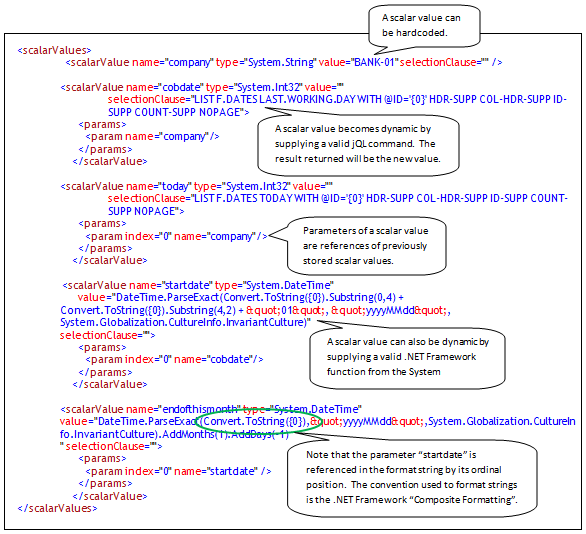 A scalar value can
be hardcoded.
<scalarValues>
<scalarValue name="company" type="System.String" value="BANK-01" selectionClause="" />
<scalarValue name="cobdate" type="System.Int32" value=""
selectionClause="LIST F.DATES LAST.WORKING.DAY WITH @ID='{0}' HDR-SUPP COL-HDR-SUPP ID-
SUPP COUNT-SUPP NOPAGE">
<params>
<param name="company"/>
</params>
</scalarValue>
A scalar value becomes dynamic by
supplying a valid jQL command.  The
result returned will be the new value.
<scalarValue name="today" type="System.Int32" value=""
selectionClause="LIST F.DATES TODAY WITH @ID='{0}' HDR-SUPP COL-HDR-SUPP ID-SUPP COUNT-
SUPP NOPAGE">
<params>
<param index="0" name="company"/>
</params>
</scalarValue>
Parameters of a scalar value
are references of previously
stored scalar values.
<scalarValue name="startdate" type="System.DateTime"
value="DateTime.ParseExact(Convert.ToString({0}).Substring(0,4) +
Convert.ToString({0}).Substring(4,2) + &quot;01&quot;, &quot;yyyyMMdd&quot;,
System.Globalization.CultureInfo.InvariantCulture)"
selectionClause="">
<params>
<param index="0" name="cobdate"/>
</params>
</scalarValue>
A scalar value can also be dynamic by
supplying a valid .NET Framework
function from the System
<scalarValue name="endofthismonth" type="System.DateTime"
value="DateTime.ParseExact(Convert.ToString({0}),&quot;yyyyMMdd&quot;,System.Globalization.CultureIn
fo.InvariantCulture).AddMonths(1).AddDays(-1)
" selectionClause="">
<params>
<param index="0" name="startdate" />
</params>
</scalarValue>
</scalarValues>
Note that the parameter "startdate" is
referenced in the format string by its ordinal
position.  The convention used to format strings
is the .NET Framework "Composite Formatting".